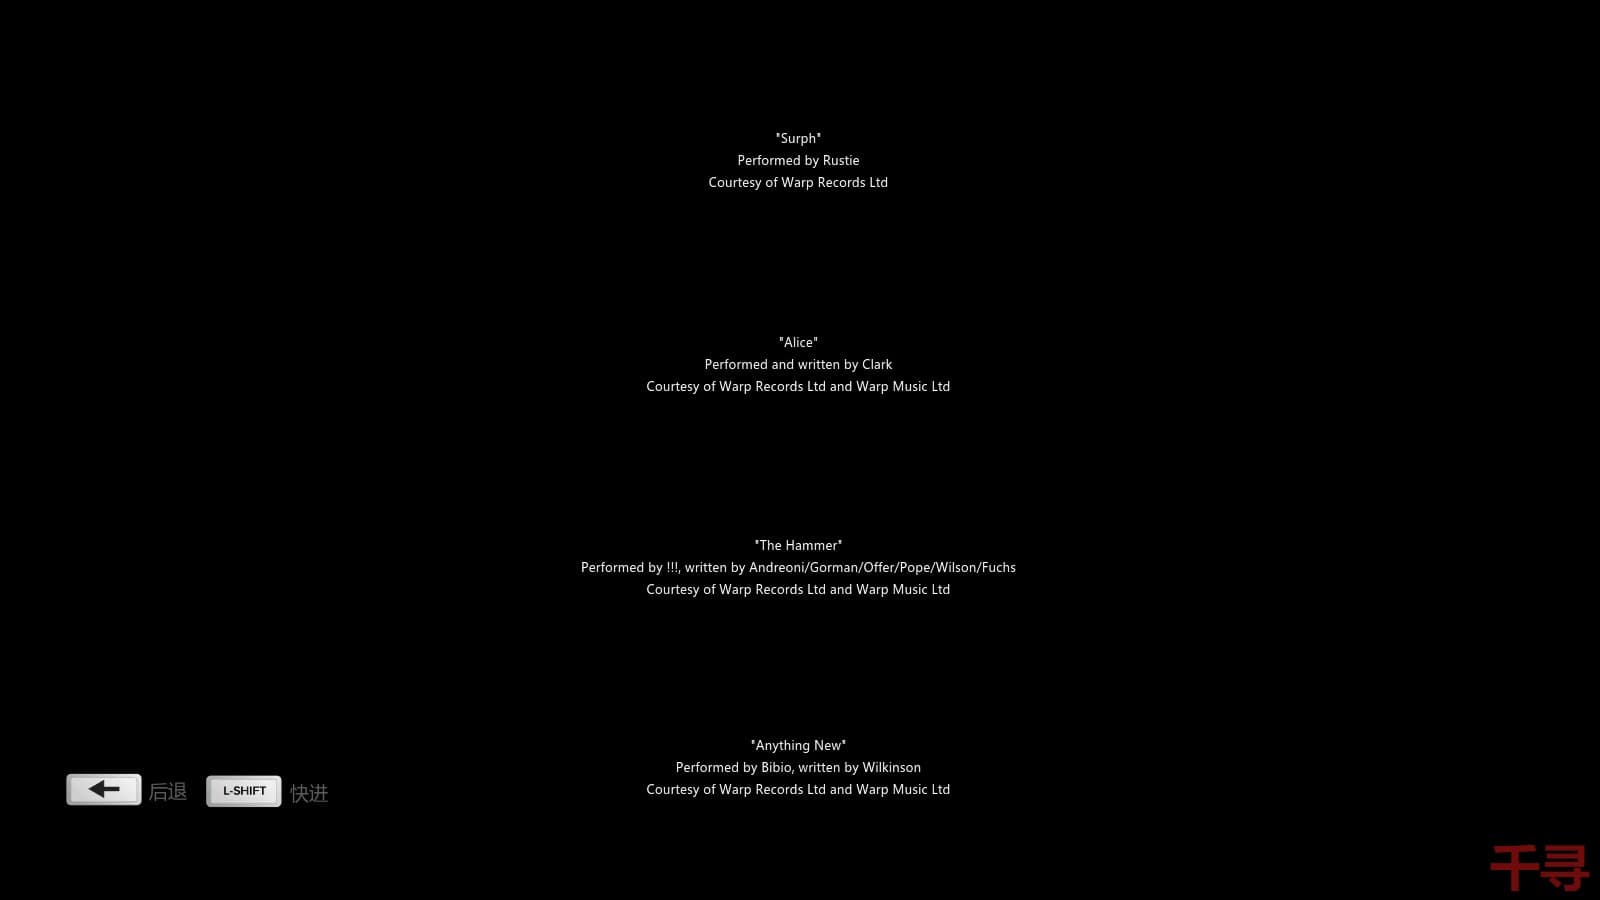 "Surph"
Performed by Rustie
Courtesy of Warp Records Ltd
"Alice"
Performed and written by Clark
Courtesy of Warp Records Ltd and Warp Music Ltd
"The Hammer"
Performed by !!!, written by Andreoni/Gorman/Offer/Pope/Wilson/Fuchs
Courtesy of Warp Records Ltd and Warp Music Ltd
"Anything New"
Performed by Bibio, written by Wilkinson
Courtesy of Warp Records Ltd and Warp Music Ltd
后退 L-SHIFT 快进
千寻